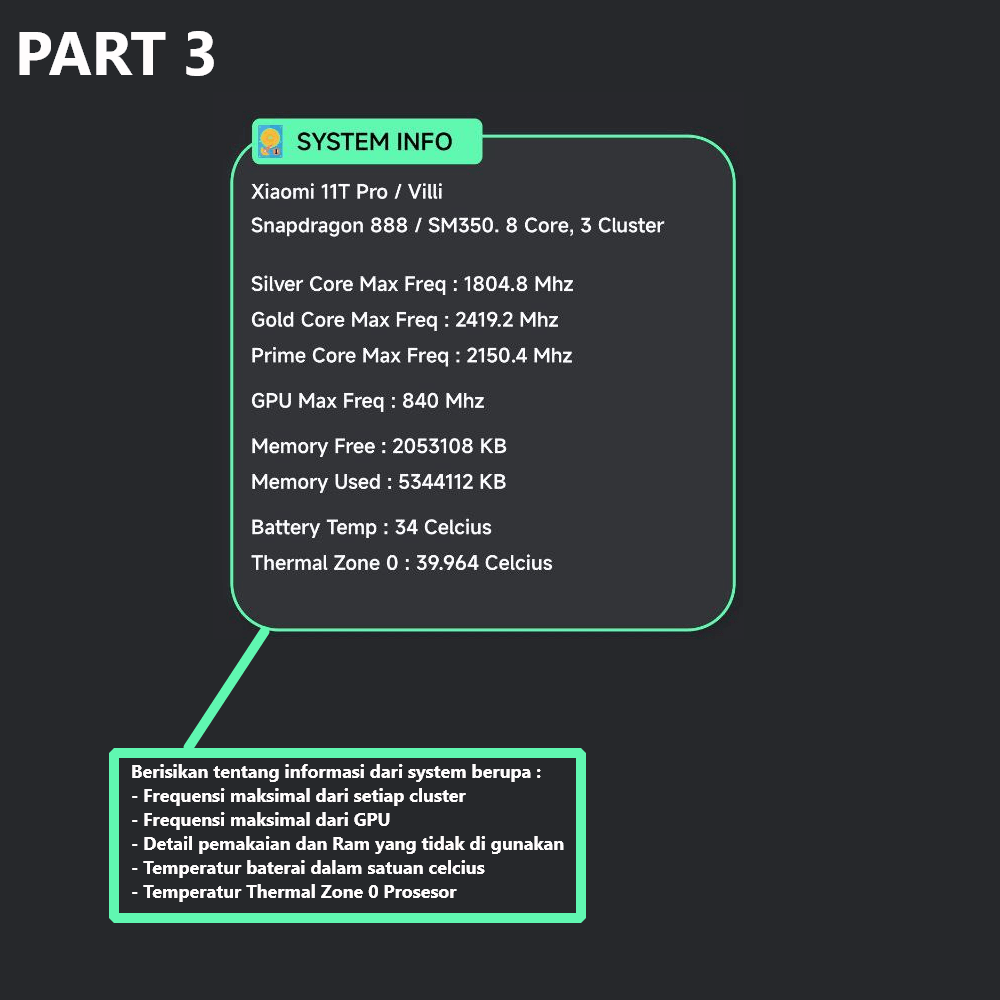 PART 3
SYSTEM INFO
Xiaomi 11T Pro / Villi
Snapdragon 888 / SM350. 8 Core, 3 Cluster
Silver Core Max Freq : 1804.8 Mhz
Gold Core Max Freq : 2419.2 Mhz
Prime Core Max Freq : 2150.4 Mhz
GPU Max Freq : 840 Mhz
Memory Free : 2053108 KB
Memory Used : 5344112 KB
Battery Temp : 34 Celcius
Thermal Zone 0 : 39.964 Celcius
Berisikan tentang informasi dari system berupa :
- Frekuensi maksimal dari setiap cluster
- Frekuensi maksimal dari GPU
- Detail pemakaian dan Ram yang tidak di gunakan
- Temperatur baterai dalam satuan celcius
- Temperatur Thermal Zone 0 Prosesor